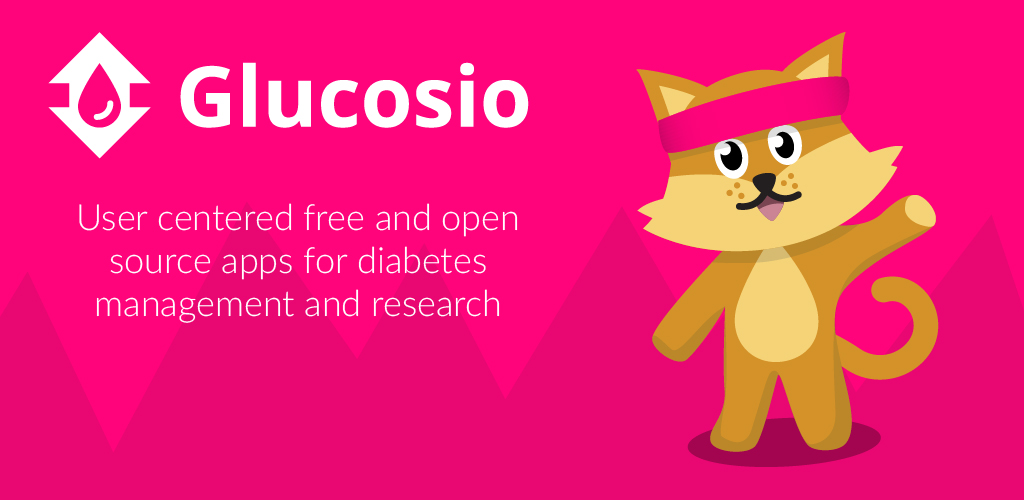 Glucosio
User centered free and open
source apps for diabetes
management and research